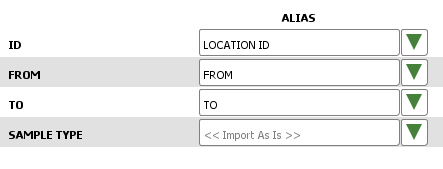 ALIAS
ID LOCATION ID
FROM FROM
TO TO
SAMPLE TYPE << Import As Is >>